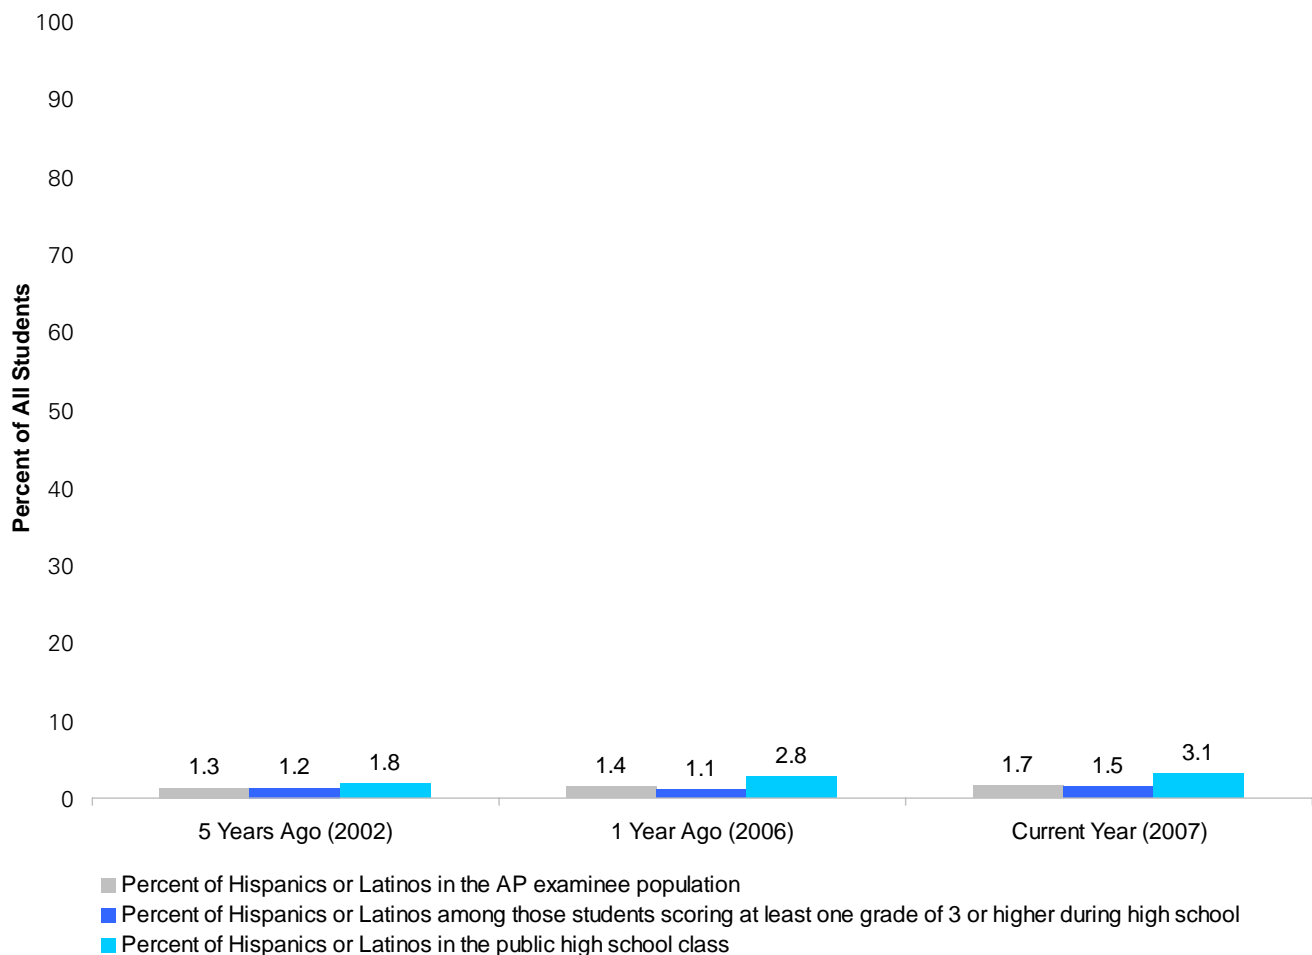 100
90
80
70
60
50
40
30
20
10
0
Percent of All Students
1.3
1.2
1.8
1.4
1.1
2.8
1.7
1.5
3.1
5 Years Ago (2002)
1 Year Ago (2006)
Current Year (2007)
Percent of Hispanics or Latinos in the AP examinee population
Percent of Hispanics or Latinos among those students scoring at least one grade of 3 or higher during high school
Percent of Hispanics or Latinos in the public high school class